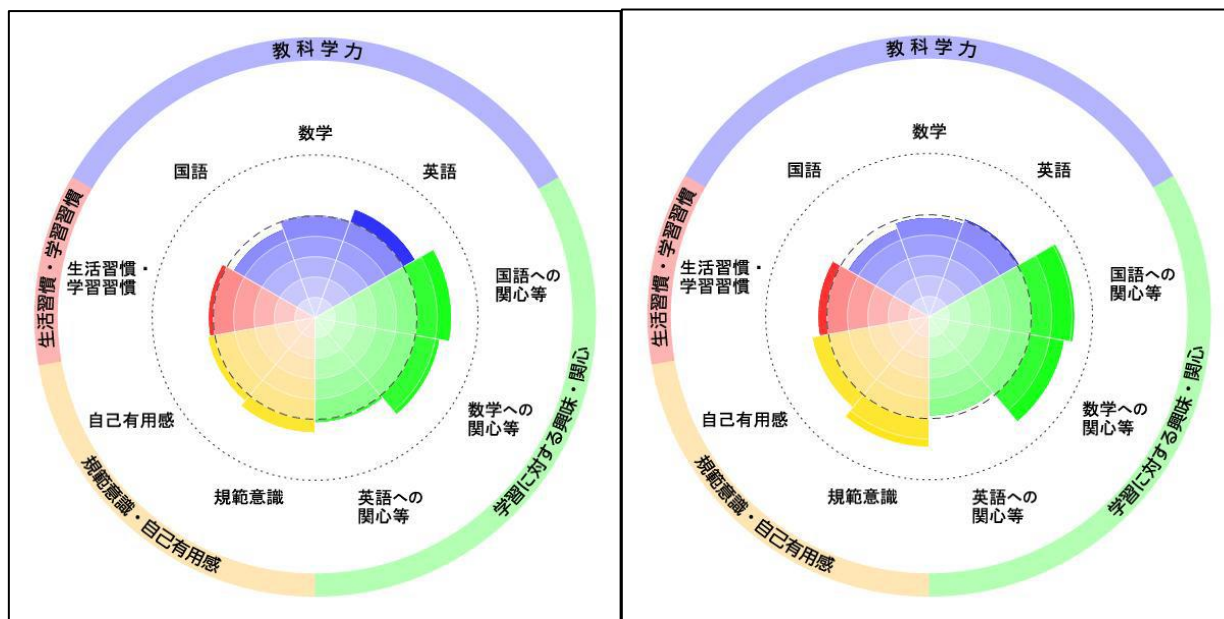 教科学力
数学
国語
英語
生活習慣・学習習慣
生活習慣・
学習習慣
国語への
関心等
自己有用感
数学への
関心等
規範意識
英語への
関心等
規範意識・自己有用感
学習に対する興味・関心
教科学力
数学
国語
英語
生活習慣・学習習慣
生活習慣・
学習習慣
国語への
関心等
自己有用感
数学への
関心等
規範意識
英語への
関心等
規範意識・自己有用感
学習に対する興味・関心